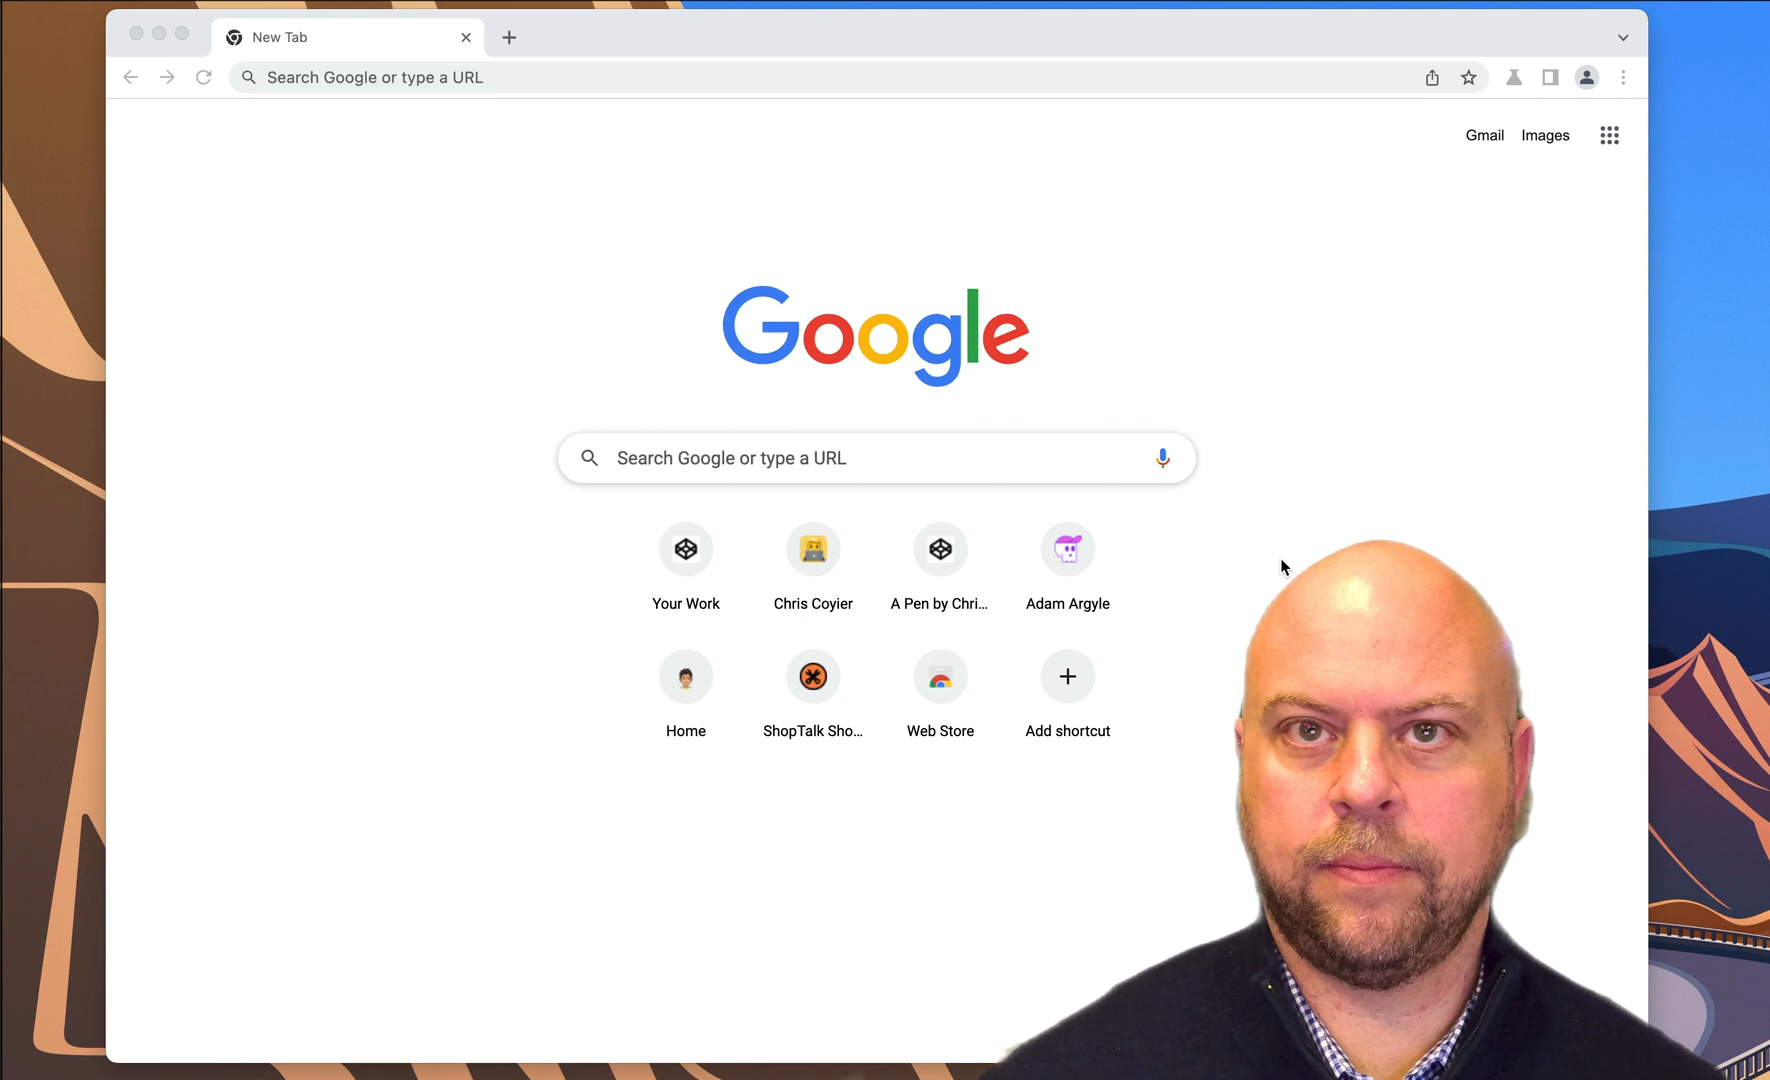 New Tab
Search Google or type a URL
Gmail Images
Google
Search Google or type a URL
Your Work Chris Coyier A Pen by Chri... Adam Argyle
Home ShopTalk Sho... Web Store Add shortcut